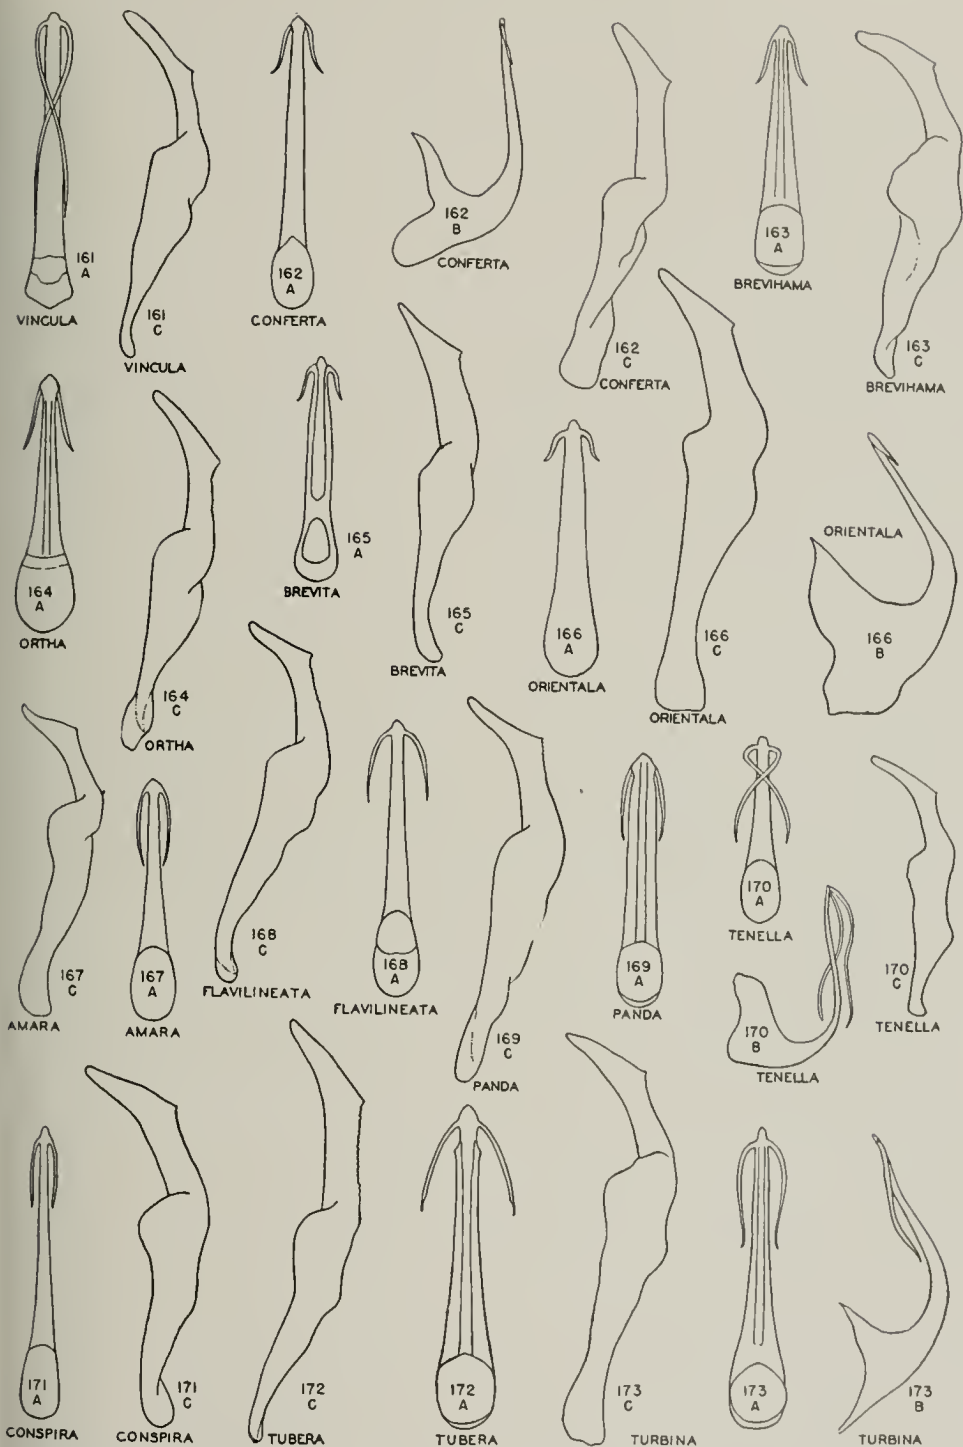 161
A
VINCULA
161
C
VINCULA
162
A
CONFERTA
162
B
CONFERTA
162
C
CONFERTA
163
A
BREVIHAMA
163
C
BREVIHAMA
164
A
ORTHA
164
C
ORTHA
165
A
BREVITA
165
C
BREVITA
166
A
ORIENTALA
166
C
ORIENTALA
ORIENTALA
166
B
167
C
AMARA
167
A
AMARA
168
C
FLAVILINEATA
168
A
FLAVILINEATA
169
C
PANDA
169
A
PANDA
170
A
TENELLA
170
B
TENELLA
170
C
TENELLA
171
A
CONSPIRA
171
C
CONSPIRA
172
C
TUBERA
172
A
TUBERA
173
C
TURBINA
173
A
173
B
TURBINA